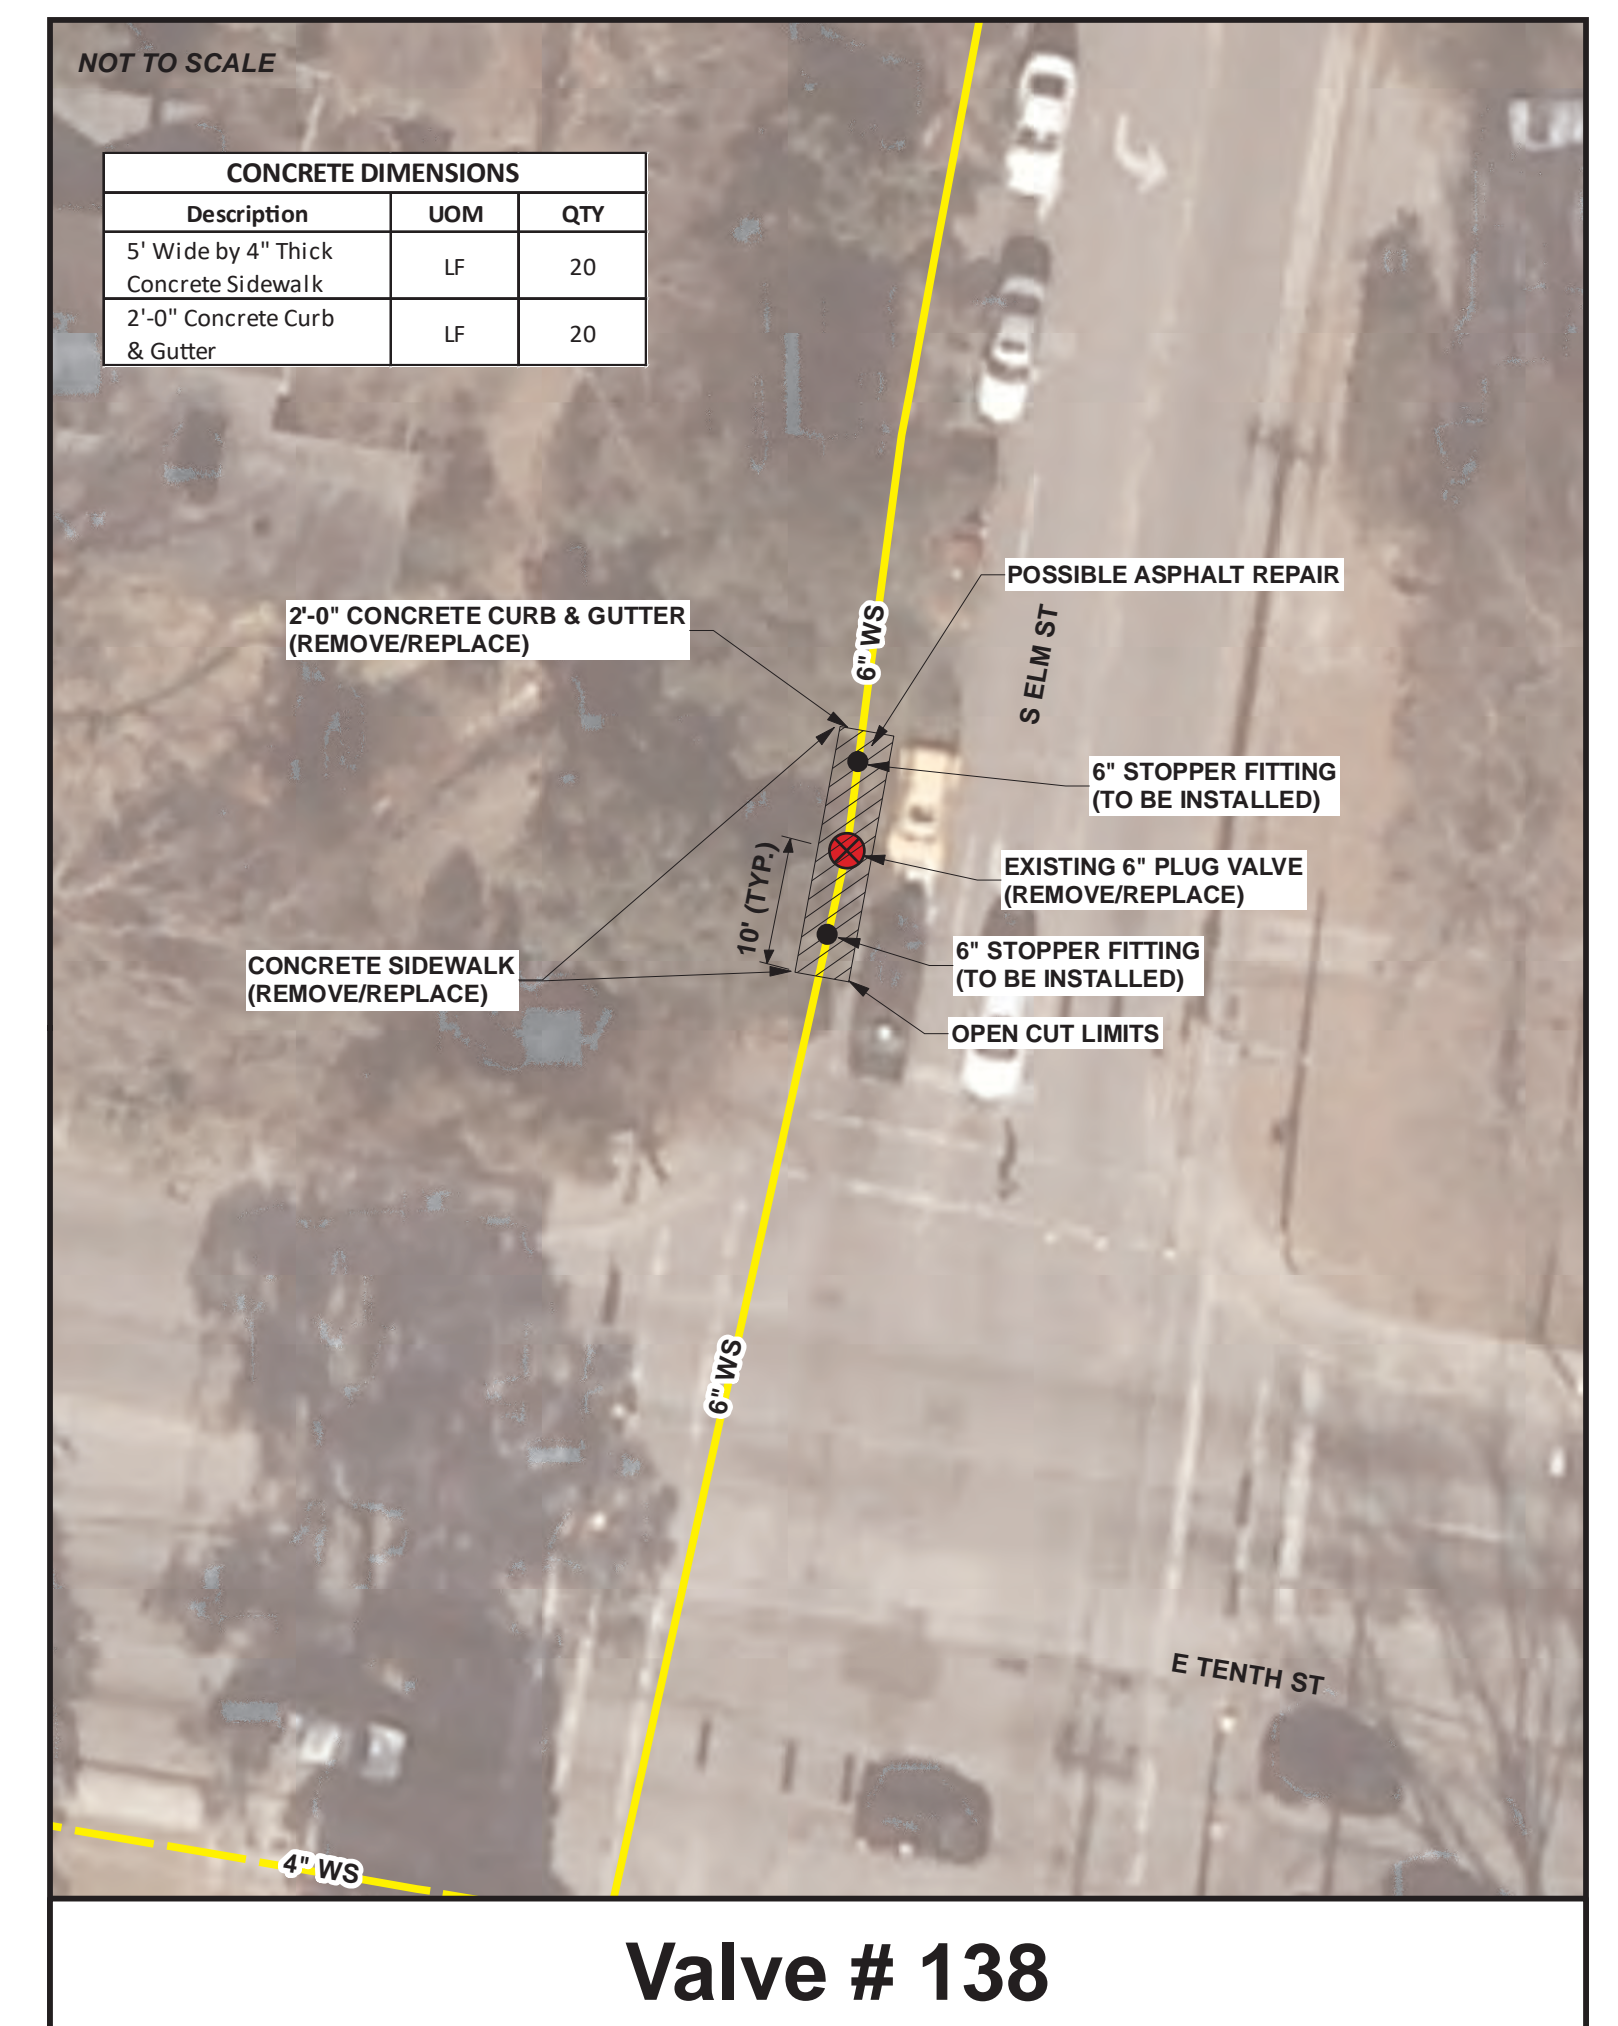 NOT TO SCALE
CONCRETE DIMENSIONS
Description UOM QTY
5' Wide by 4" Thick
Concrete Sidewalk LF 20
2'-0" Concrete Curb
& Gutter LF 20
POSSIBLE ASPHALT REPAIR
2'-0" CONCRETE CURB & GUTTER
(REMOVE/REPLACE)
6" WS
S ELM ST
6" STOPPER FITTING
(TO BE INSTALLED)
10' (TYP.)
EXISTING 6" PLUG VALVE
(REMOVE/REPLACE)
6" STOPPER FITTING
(TO BE INSTALLED)
CONCRETE SIDEWALK
(REMOVE/REPLACE)
OPEN CUT LIMITS
6" WS
E TENTH ST
4" WS
Valve # 138